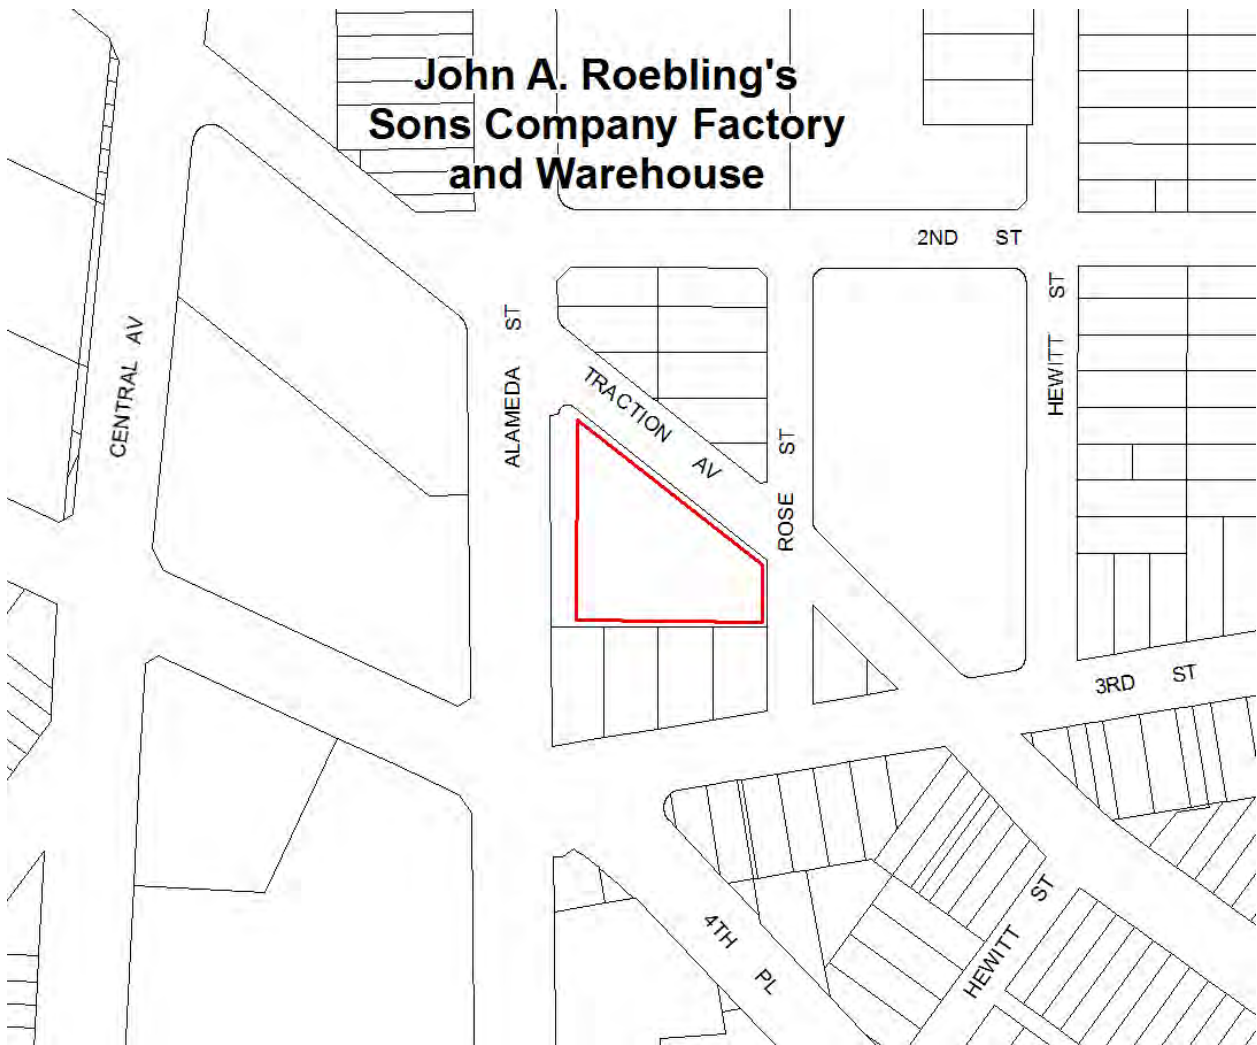 John A. Roebling's
Sons Company Factory
and Warehouse
2ND ST
HEWITT ST
ALAMEDA ST
CENTRAL AV
TRACTION AV
ROSE ST
3RD ST
4TH PL
HEWITT ST